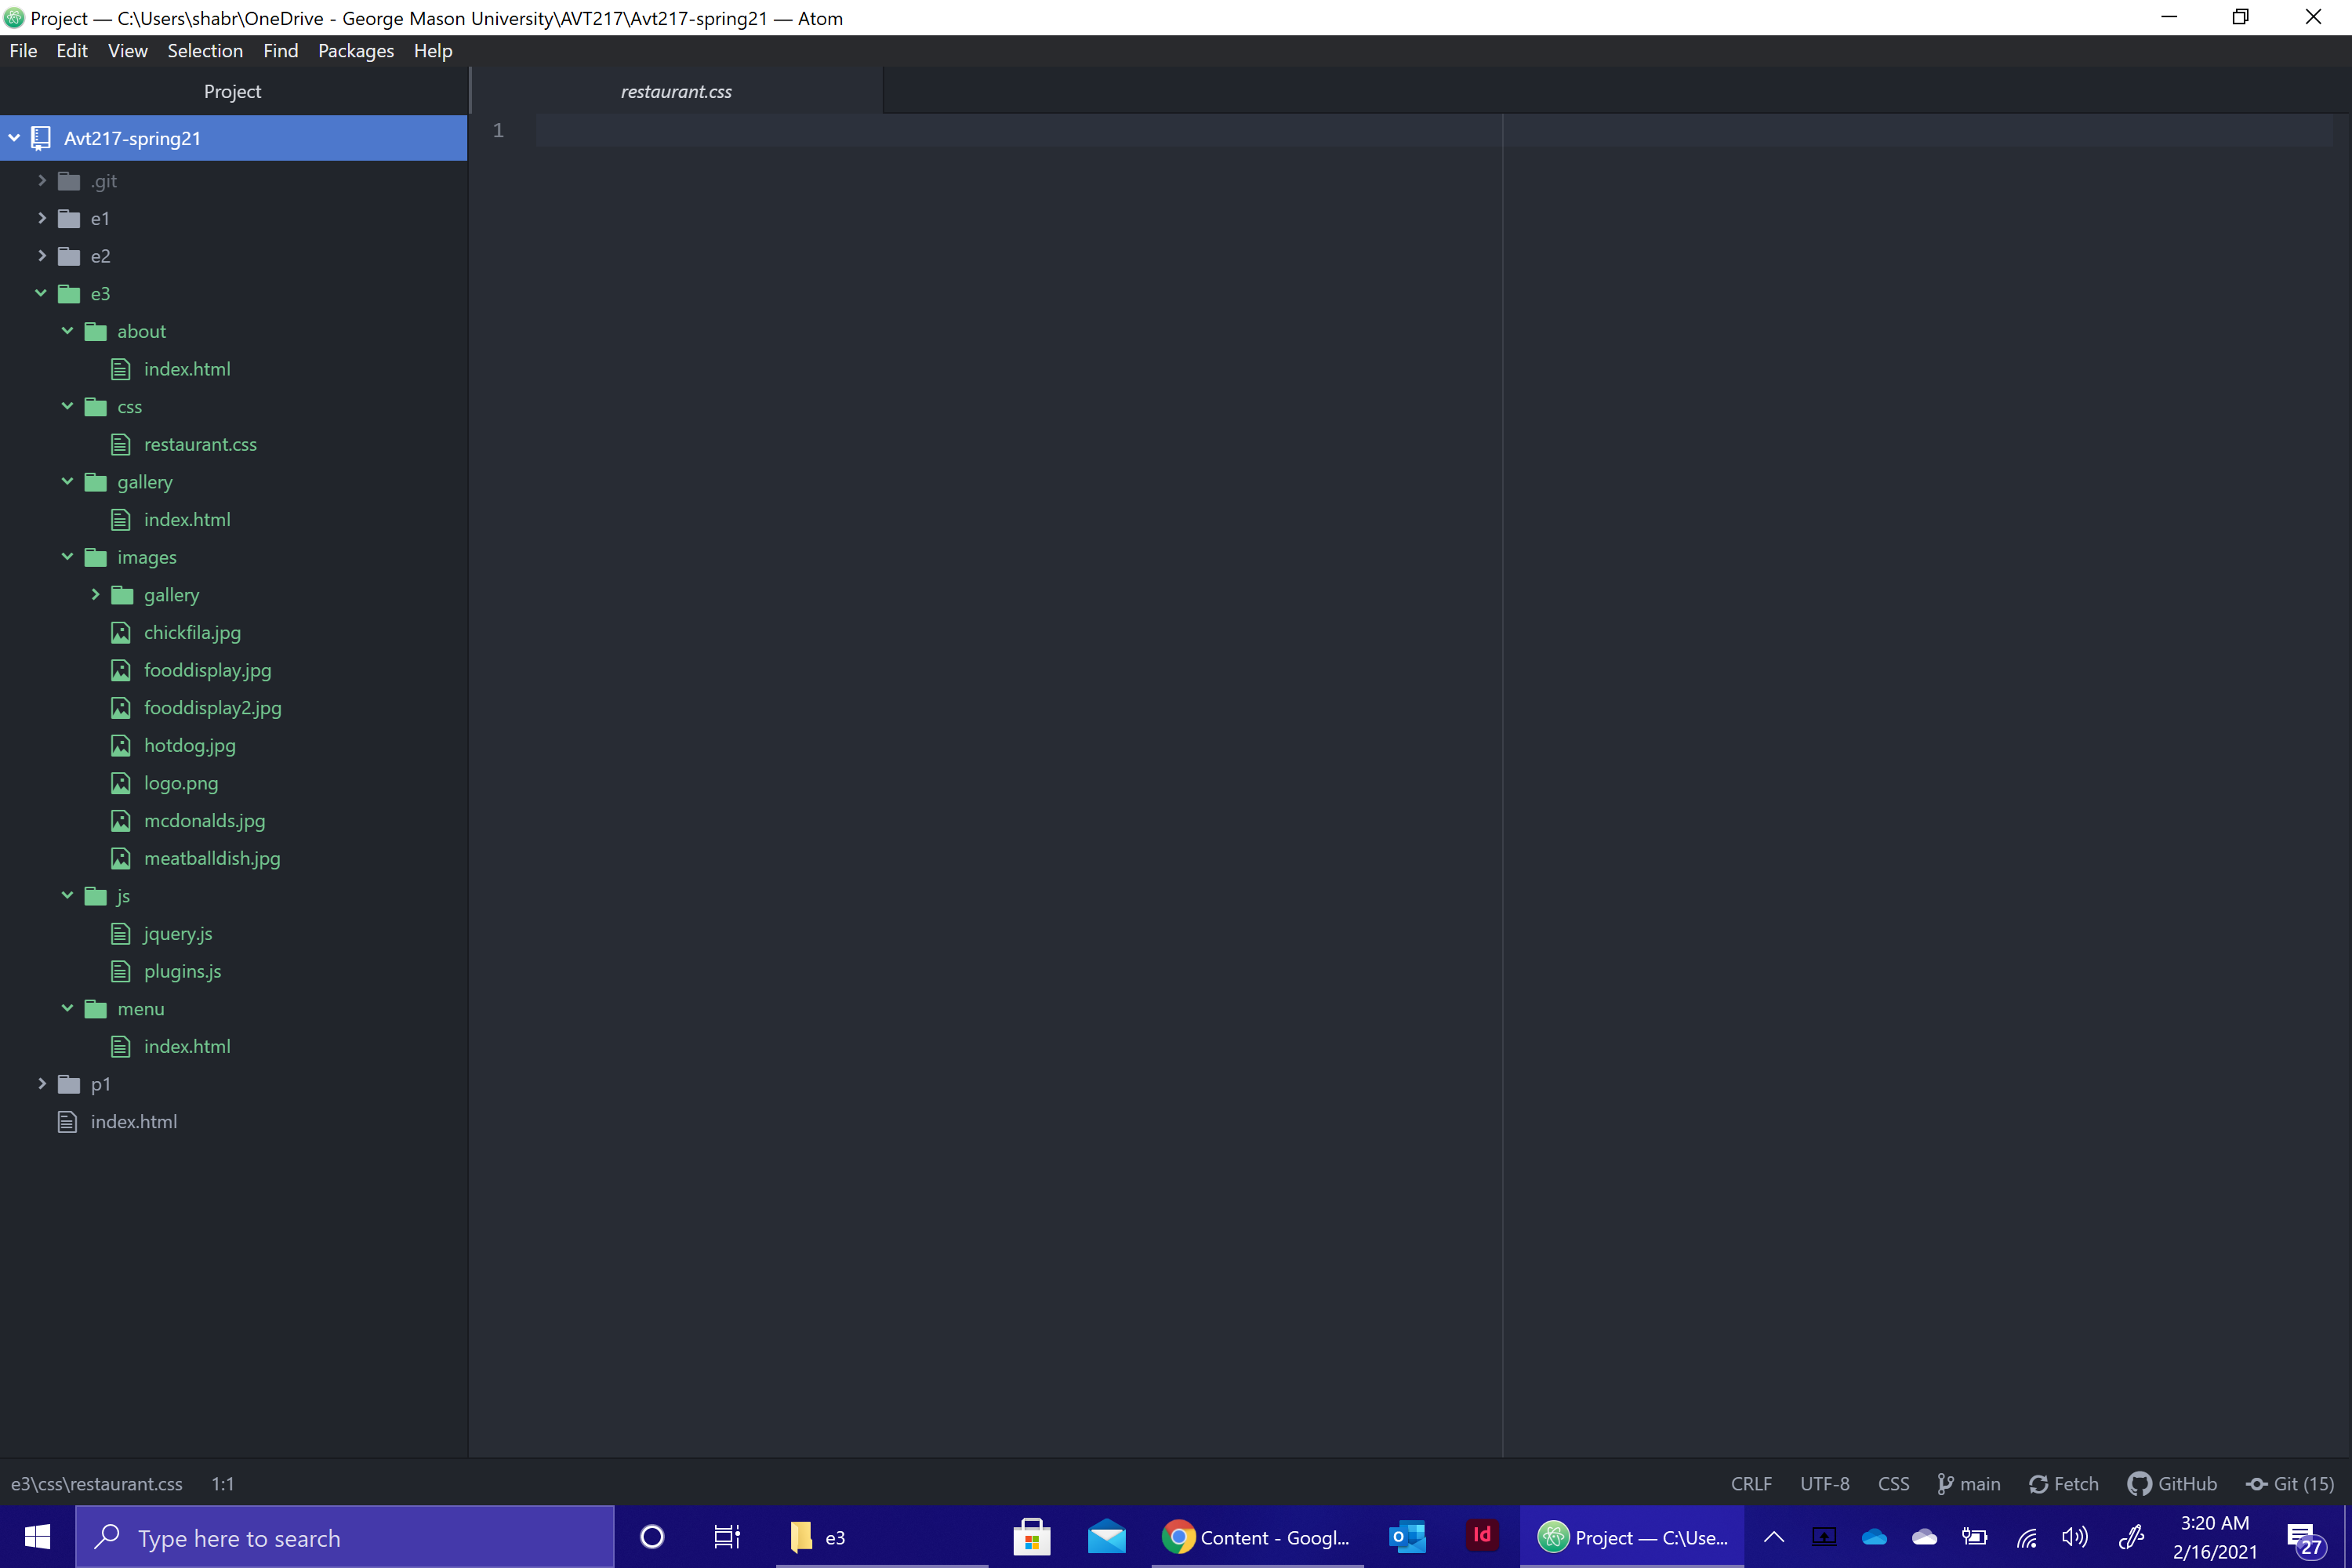 Project — C:\Users\shabr\OneDrive - George Mason University\AVT217\Avt217-spring21 — Atom
File Edit View Selection Find Packages Help
Project
restaurant.css
1
Avt217-spring21
.git
e1
e2
e3
about
index.html
css
restaurant.css
gallery
index.html
images
gallery
chickfila.jpg
fooddisplay.jpg
fooddisplay2.jpg
hotdog.jpg
logo.png
mcdonalds.jpg
meatballdish.jpg
js
jquery.js
plugins.js
menu
index.html
p1
index.html
e3\css\restaurant.css 1:1 CRLF UTF-8 CSS main Fetch GitHub Git (15)
Type here to search
e3
Content - Googl...
Id
Project — C:\Use...
3:20 AM
2/16/2021
27